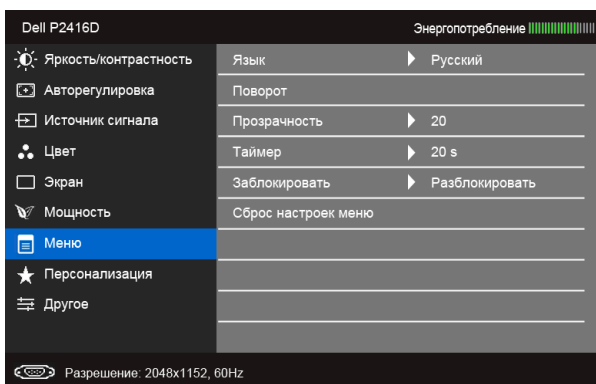 Dell P2416D Энергопотребление
Яркость/контрастность
Авторегулировка
Источник сигнала
Цвет
Экран
Мощность
Меню
Персонализация
Другое
Язык Русский
Поворот
Прозрачность 20
Таймер 20 s
Заблокировать Разблокировать
Сброс настроек меню
Разрешение: 2048x1152, 60Hz